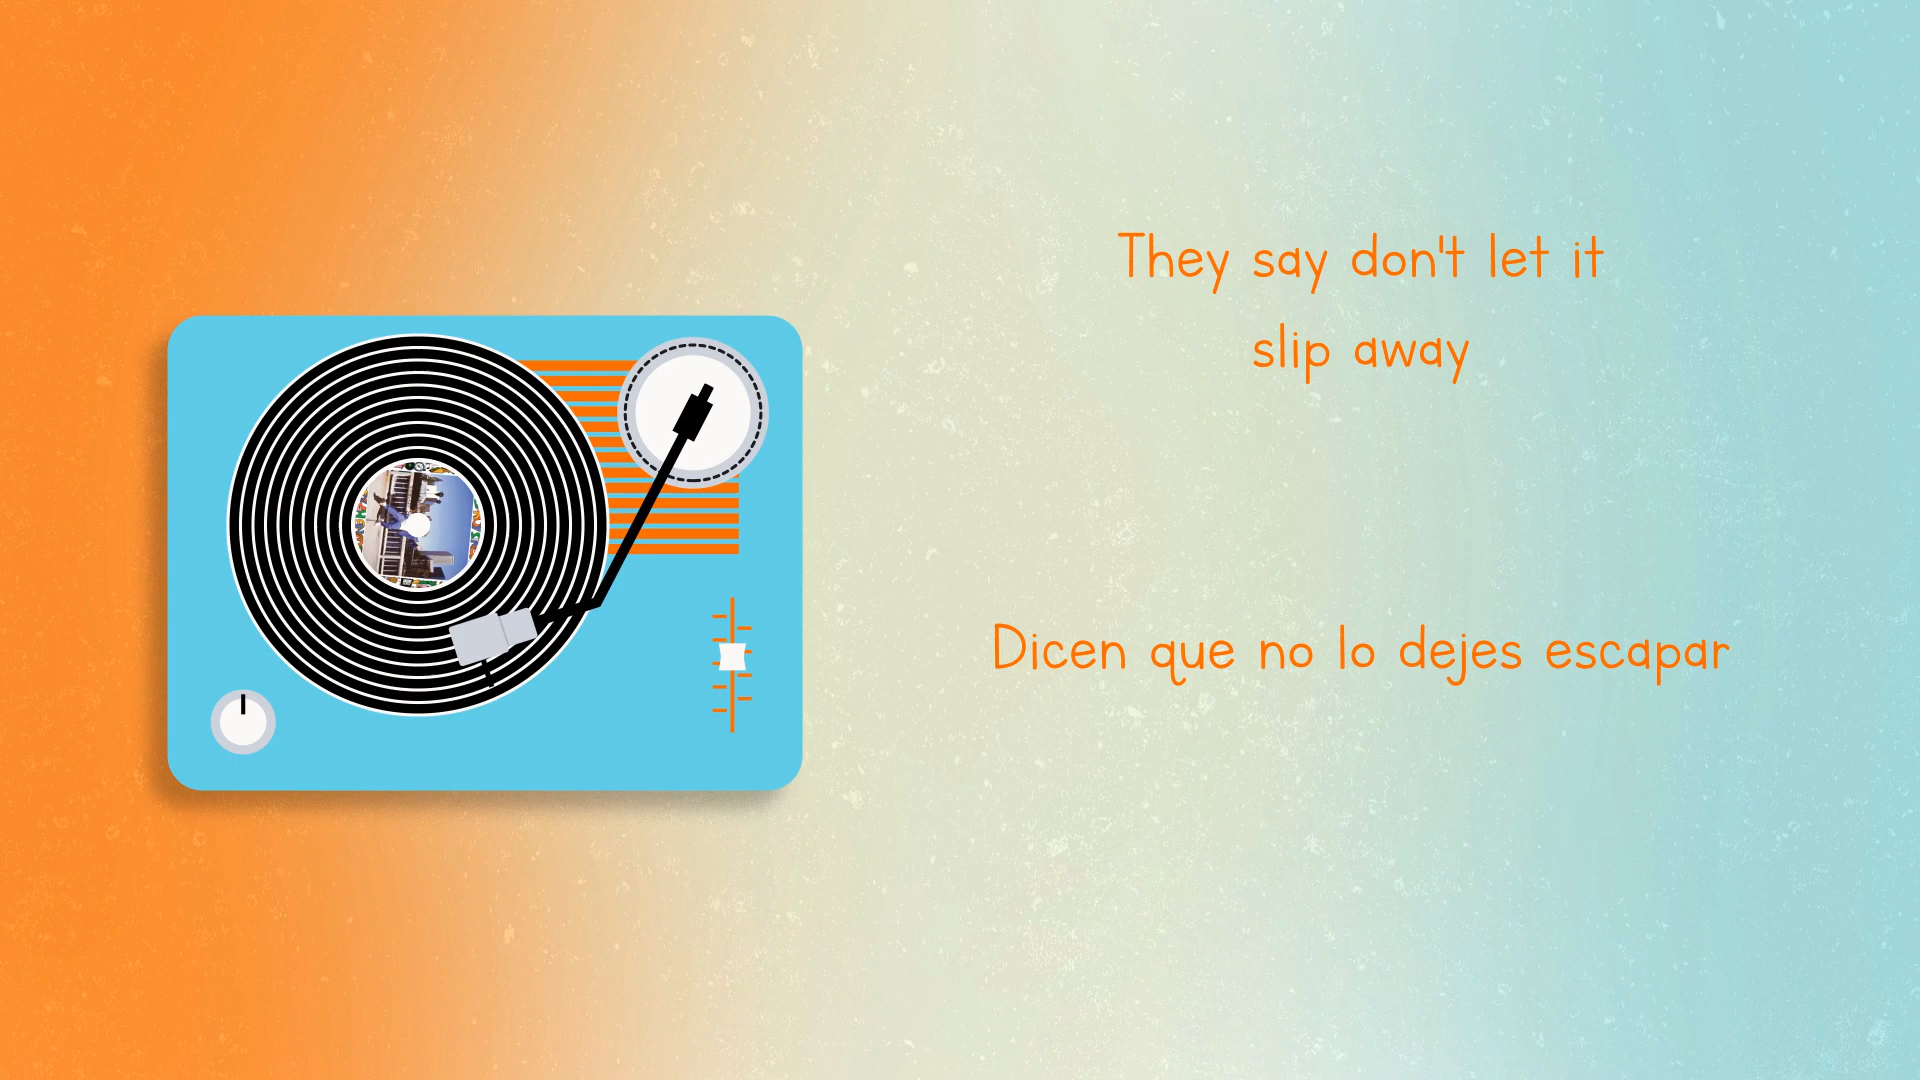 They say don't let it
slip away
Dicen que no lo dejes escapar